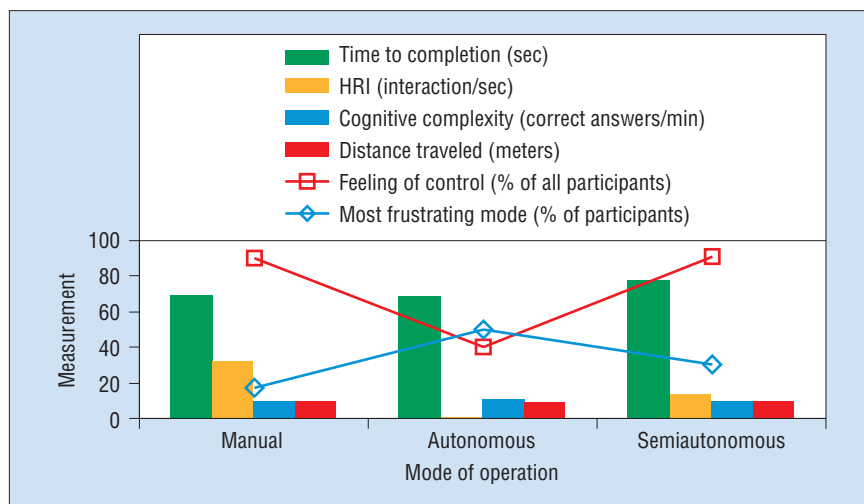 Time to completion (sec)
HRI (interaction/sec)
Cognitive complexity (correct answers/min)
Distance traveled (meters)
Feeling of control (% of all participants)
Most frustrating mode (% of participants)
100
80
60
40
20
0
Measurement
Manual
Autonomous
Semiautonomous
Mode of operation